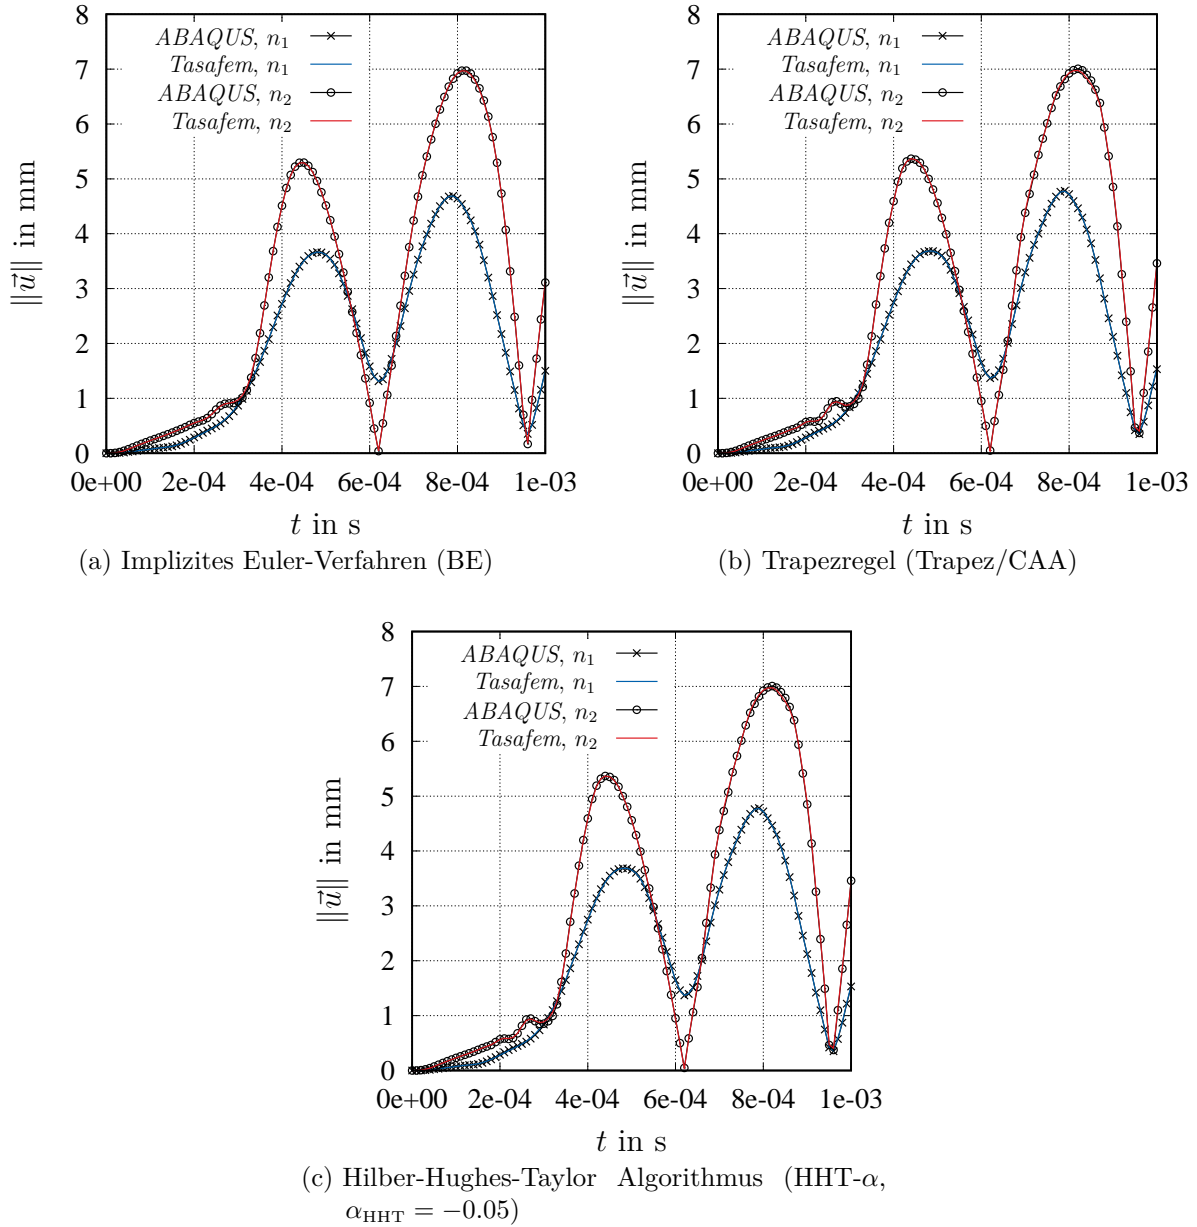 8
7
6
5
4
3
2
1
0
‖u⃗‖ in mm
ABAQUS, n₁
Tasafem, n₁
ABAQUS, n₂
Tasafem, n₂
0e+00 2e-04 4e-04 6e-04 8e-04 1e-03
t in s
(a) Implizites Euler-Verfahren (BE)
8
7
6
5
4
3
2
1
0
‖u⃗‖ in mm
ABAQUS, n₁
Tasafem, n₁
ABAQUS, n₂
Tasafem, n₂
0e+00 2e-04 4e-04 6e-04 8e-04 1e-03
t in s
(b) Trapezregel (Trapez/CAA)
8
7
6
5
4
3
2
1
0
‖u⃗‖ in mm
ABAQUS, n₁
Tasafem, n₁
ABAQUS, n₂
Tasafem, n₂
0e+00 2e-04 4e-04 6e-04 8e-04 1e-03
t in s
(c) Hilber-Hughes-Taylor Algorithmus (HHT-α,
α_HHT = −0.05)